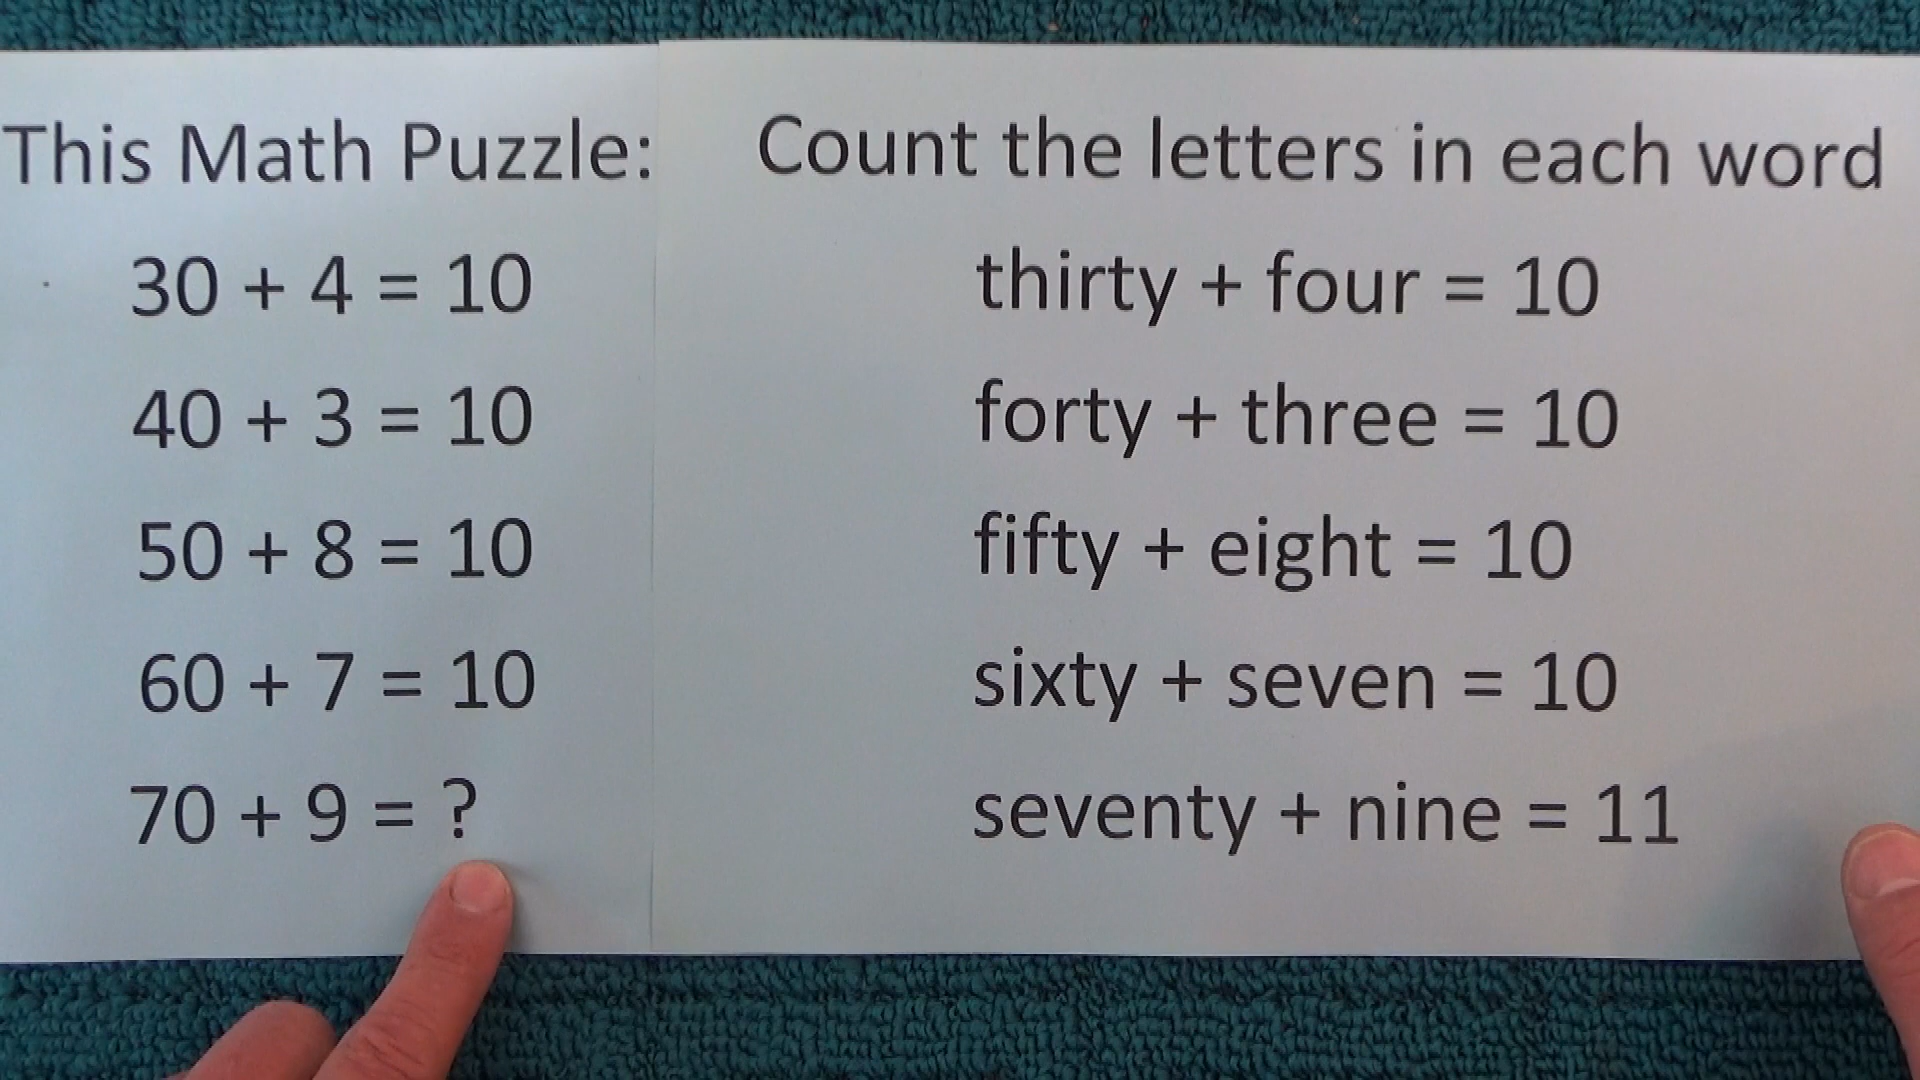 This Math Puzzle:
30 + 4 = 10
40 + 3 = 10
50 + 8 = 10
60 + 7 = 10
70 + 9 = ?
Count the letters in each word
thirty + four = 10
forty + three = 10
fifty + eight = 10
sixty + seven = 10
seventy + nine = 11